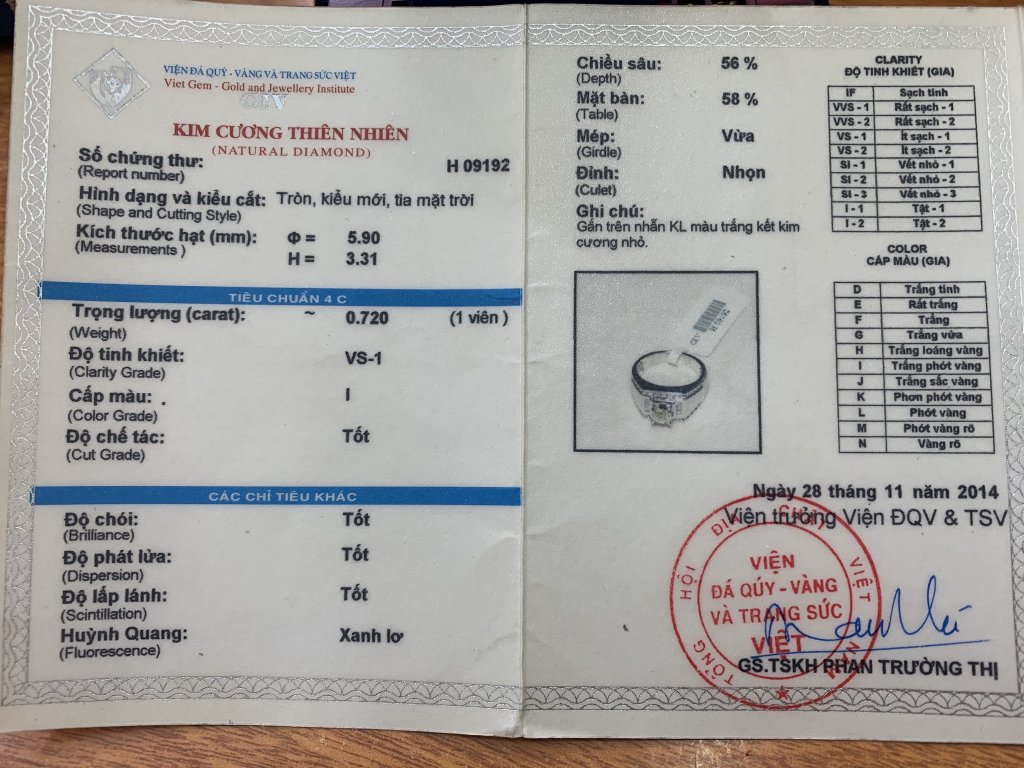 VIỆN ĐÁ QUÝ - VÀNG VÀ TRANG SỨC VIỆT
Viet Gem - Gold and Jewellery Institute
GIV
KIM CƯƠNG THIÊN NHIÊN
(NATURAL DIAMOND)
Số chứng thư: H 09192
(Report number)
Hình dạng và kiểu cắt: Tròn, kiểu mới, tia mặt trời
(Shape and Cutting Style)
Kích thước hạt (mm): Φ = 5.90
(Measurements ) H = 3.31
TIÊU CHUẨN 4 C
Trọng lượng (carat): ~ 0.720 (1 viên )
(Weight)
Độ tinh khiết: VS-1
(Clarity Grade)
Cấp màu: I
(Color Grade)
Độ chế tác: Tốt
(Cut Grade)
CÁC CHỈ TIÊU KHÁC
Độ chói: Tốt
(Brilliance)
Độ phát lửa: Tốt
(Dispersion)
Độ lấp lánh: Tốt
(Scintillation)
Huỳnh Quang: Xanh lơ
(Fluorescence)
Chiều sâu: 56 %
(Depth)
Mặt bàn: 58 %
(Table)
Mép: Vừa
(Girdle)
Đỉnh: Nhọn
(Culet)
Ghi chú:
Gắn trên nhẫn KL màu trắng kết kim
cương nhỏ.
CLARITY
ĐỘ TINH KHIẾT (GIA)
IF Sạch tinh
VVS - 1 Rất sạch - 1
VVS - 2 Rất sạch - 2
VS - 1 Ít sạch - 1
VS - 2 Ít sạch - 2
SI - 1 Vết nhỏ - 1
SI - 2 Vết nhỏ - 2
SI - 3 Vết nhỏ - 3
I - 1 Tật - 1
I - 2 Tật - 2
COLOR
CẤP MÀU (GIA)
D Trắng tinh
E Rất trắng
F Trắng
G Trắng vừa
H Trắng loáng vàng
I Trắng phớt vàng
J Trắng sắc vàng
K Phơn phớt vàng
L Phớt vàng
M Phớt vàng rõ
N Vàng rõ
H 09192
Ngày 28 tháng 11 năm 2014
Viện trưởng Viện ĐQV & TSV
TỔNG HỘI ĐỊA CHẤT VIỆT NAM
VIỆN
ĐÁ QÚY - VÀNG
VÀ TRANG SỨC
VIỆT
GS.TSKH PHAN TRƯỜNG THỊ